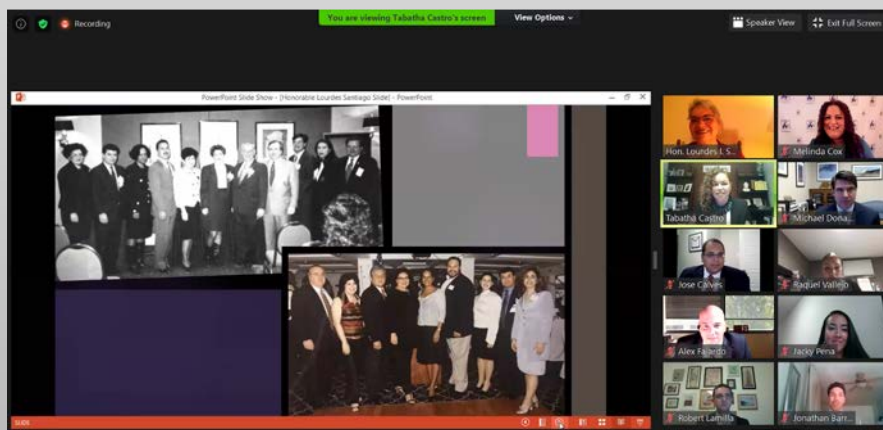 Recording
You are viewing Tabatha Castro's screen
View Options
Speaker View
Exit Full Screen
PowerPoint Slide Show - [Honorable Lourdes Santiago Slide] - PowerPoint
Hon. Lourdes I. S...
Melinda Cox
Tabatha Castro
Michael Dona...
Jose Calves
Raquel Vallejo
Alex Fajardo
Jacky Pena
Robert Lamilla
Jonathan Barr...
SLIDE